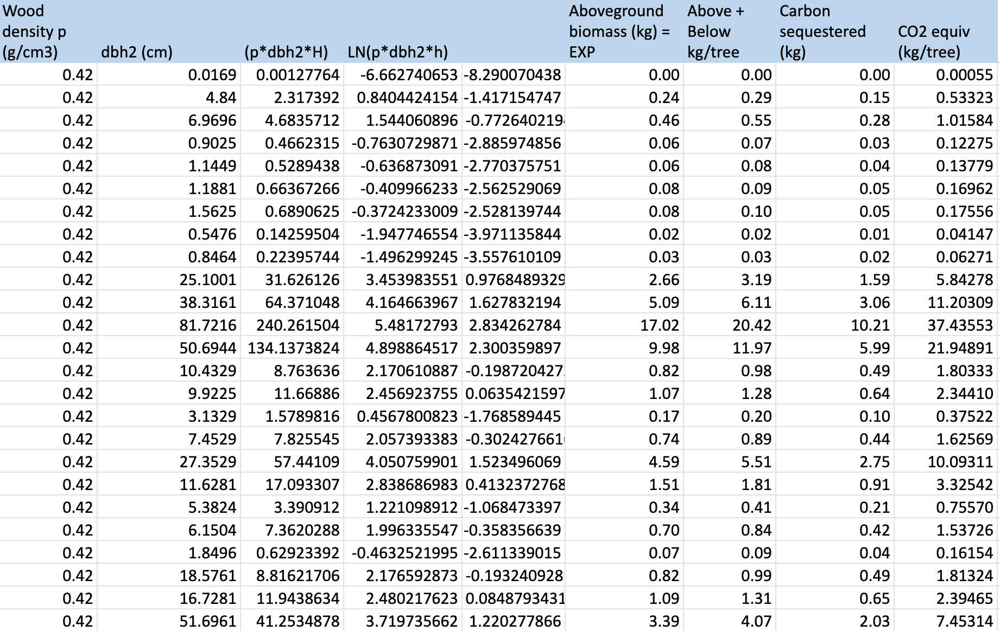 Wood density p (g/cm3) dbh2 (cm) (p*dbh2*H) LN(p*dbh2*h) Aboveground biomass (kg) = EXP Above + Below kg/tree Carbon sequestered (kg) CO2 equiv (kg/tree)
0.42 0.0169 0.00127764 -6.662740653 -8.290070438 0.00 0.00 0.00 0.00055
0.42 4.84 2.317392 0.8404424154 -1.417154747 0.24 0.29 0.15 0.53323
0.42 6.9696 4.6835712 1.544060896 -0.7726402194 0.46 0.55 0.28 1.01584
0.42 0.9025 0.4662315 -0.7630729871 -2.885974856 0.06 0.07 0.03 0.12275
0.42 1.1449 0.5289438 -0.636873091 -2.770375751 0.06 0.08 0.04 0.13779
0.42 1.1881 0.66367266 -0.409966233 -2.562529069 0.08 0.09 0.05 0.16962
0.42 1.5625 0.6890625 -0.3724233009 -2.528139744 0.08 0.10 0.05 0.17556
0.42 0.5476 0.14259504 -1.947746554 -3.971135844 0.02 0.02 0.01 0.04147
0.42 0.8464 0.22395744 -1.496299245 -3.557610109 0.03 0.03 0.02 0.06271
0.42 25.1001 31.626126 3.453983551 0.9768489329 2.66 3.19 1.59 5.84278
0.42 38.3161 64.371048 4.164663967 1.627832194 5.09 6.11 3.06 11.20309
0.42 81.7216 240.261504 5.48172793 2.834262784 17.02 20.42 10.21 37.43553
0.42 50.6944 134.1373824 4.898864517 2.300359897 9.98 11.97 5.99 21.94891
0.42 10.4329 8.763636 2.170610887 -0.198720427 0.82 0.98 0.49 1.80333
0.42 9.9225 11.66886 2.456923755 0.0635421597 1.07 1.28 0.64 2.34410
0.42 3.1329 1.5789816 0.4567800823 -1.768589445 0.17 0.20 0.10 0.37522
0.42 7.4529 7.825545 2.057393383 -0.302427661 0.74 0.89 0.44 1.62569
0.42 27.3529 57.44109 4.050759901 1.523496069 4.59 5.51 2.75 10.09311
0.42 11.6281 17.093307 2.838686983 0.4132372768 1.51 1.81 0.91 3.32542
0.42 5.3824 3.390912 1.221098912 -1.068473397 0.34 0.41 0.21 0.75570
0.42 6.1504 7.3620288 1.996335547 -0.358356639 0.70 0.84 0.42 1.53726
0.42 1.8496 0.62923392 -0.4632521995 -2.611339015 0.07 0.09 0.04 0.16154
0.42 18.5761 8.81621706 2.176592873 -0.193240928 0.82 0.99 0.49 1.81324
0.42 16.7281 11.9438634 2.480217623 0.0848793431 1.09 1.31 0.65 2.39465
0.42 51.6961 41.2534878 3.719735662 1.220277866 3.39 4.07 2.03 7.45314